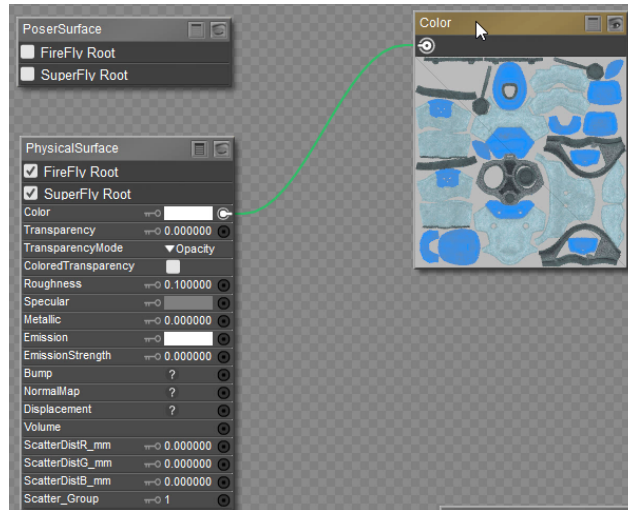 PoserSurface
FireFly Root
SuperFly Root
Color
PhysicalSurface
FireFly Root
SuperFly Root
Color
Transparency 0.000000
TransparencyMode Opacity
ColoredTransparency
Roughness 0.100000
Specular
Metallic 0.000000
Emission
EmissionStrength 0.000000
Bump ?
NormalMap ?
Displacement ?
Volume
ScatterDistR_mm 0.000000
ScatterDistG_mm 0.000000
ScatterDistB_mm 0.000000
Scatter_Group 1